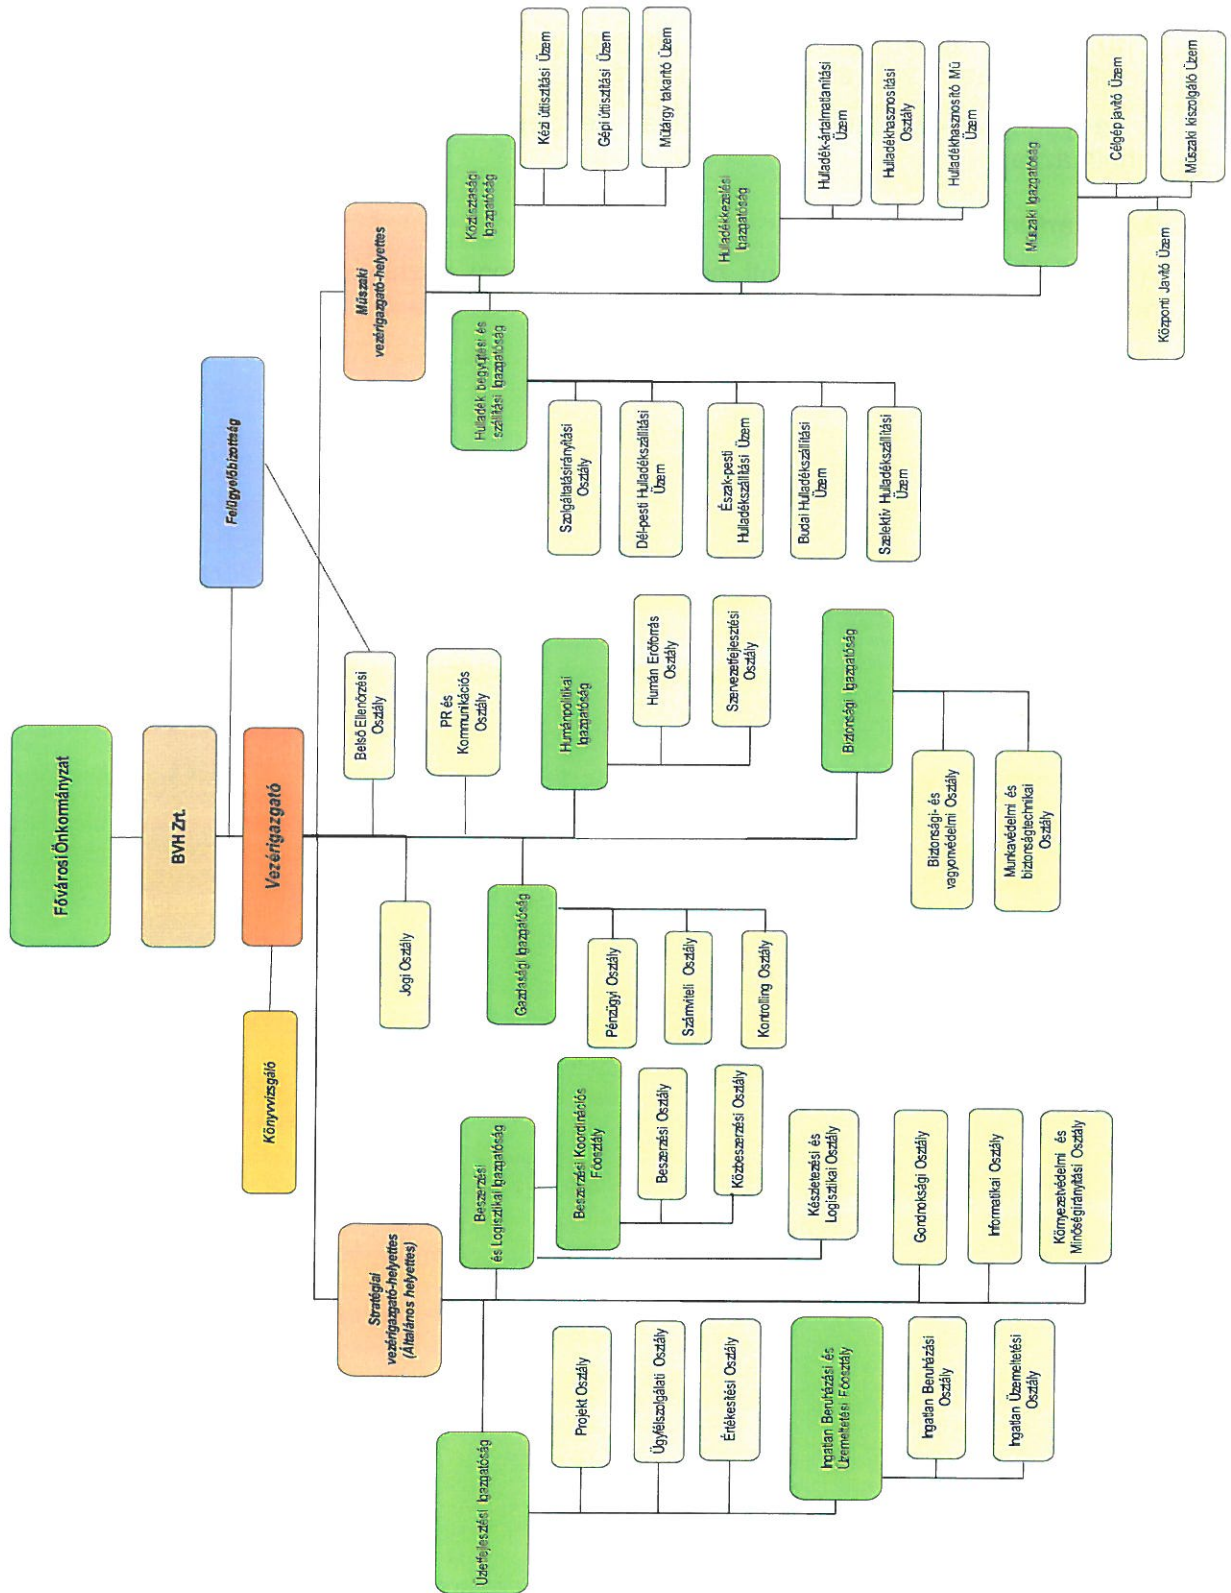 Fővárosi Önkormányzat
BVH Zrt.
Vezérigazgató
Könyvvizsgáló
Felügyelőbizottság
Stratégiai
vezérigazgató-helyettes
(Általános helyettes)
Üzletfejlesztési Igazgatóság
Projekt Osztály
Ügyfélszolgálati Osztály
Értékesítési Osztály
Ingatlan Beruházási és
Üzemeltetési Főosztály
Ingatlan Beruházási
Osztály
Ingatlan Üzemeltetési
Osztály
Beszerzési
és Logisztikai Igazgatóság
Beszerzési Koordinációs
Főosztály
Beszerzési Osztály
Közbeszerzési Osztály
Készletezési és
Logisztikai Osztály
Gondnoksági Osztály
Informatikai Osztály
Környezetvédelmi és
Minőségirányítási Osztály
Jogi Osztály
Gazdasági Igazgatóság
Pénzügyi Osztály
Számviteli Osztály
Kontrolling Osztály
Belső Ellenőrzési
Osztály
PR és
Kommunikációs
Osztály
Humánpolitikai
Igazgatóság
Humán Erőforrás
Osztály
Szervezetfejlesztési
Osztály
Biztonsági Igazgatóság
Biztonsági- és
vagyonvédelmi Osztály
Munkavédelmi és
biztonságtechnikai
Osztály
Műszaki
vezérigazgató-helyettes
Hulladék begyűjtési és
szállítási Igazgatóság
Szolgáltatásirányítási
Osztály
Dél-pesti Hulladékszállítási
Üzem
Észak-pesti
Hulladékszállítási Üzem
Budai Hulladékszállítási
Üzem
Szelektív Hulladékszállítási
Üzem
Köztisztasági
Igazgatóság
Kézi úttisztítási Üzem
Gépi úttisztítási Üzem
Műtárgy takarító Üzem
Hulladékkezelési
Igazgatóság
Hulladék-ártalmatlanítási
Üzem
Hulladékhasznosítási
Osztály
Hulladékhasznosító Mű
Üzem
Műszaki Igazgatóság
Központi Javító Üzem
Célgép javító Üzem
Műszaki kiszolgáló Üzem